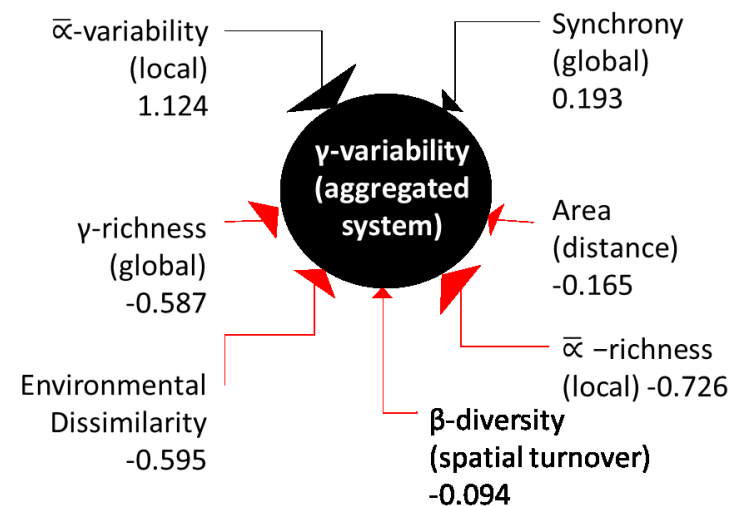 ᾱ-variability
(local)
1.124
Synchrony
(global)
0.193
γ-variability
(aggregated
system)
γ-richness
(global)
-0.587
Area
(distance)
-0.165
ᾱ −richness
(local) -0.726
Environmental
Dissimilarity
-0.595
β-diversity
(spatial turnover)
-0.094